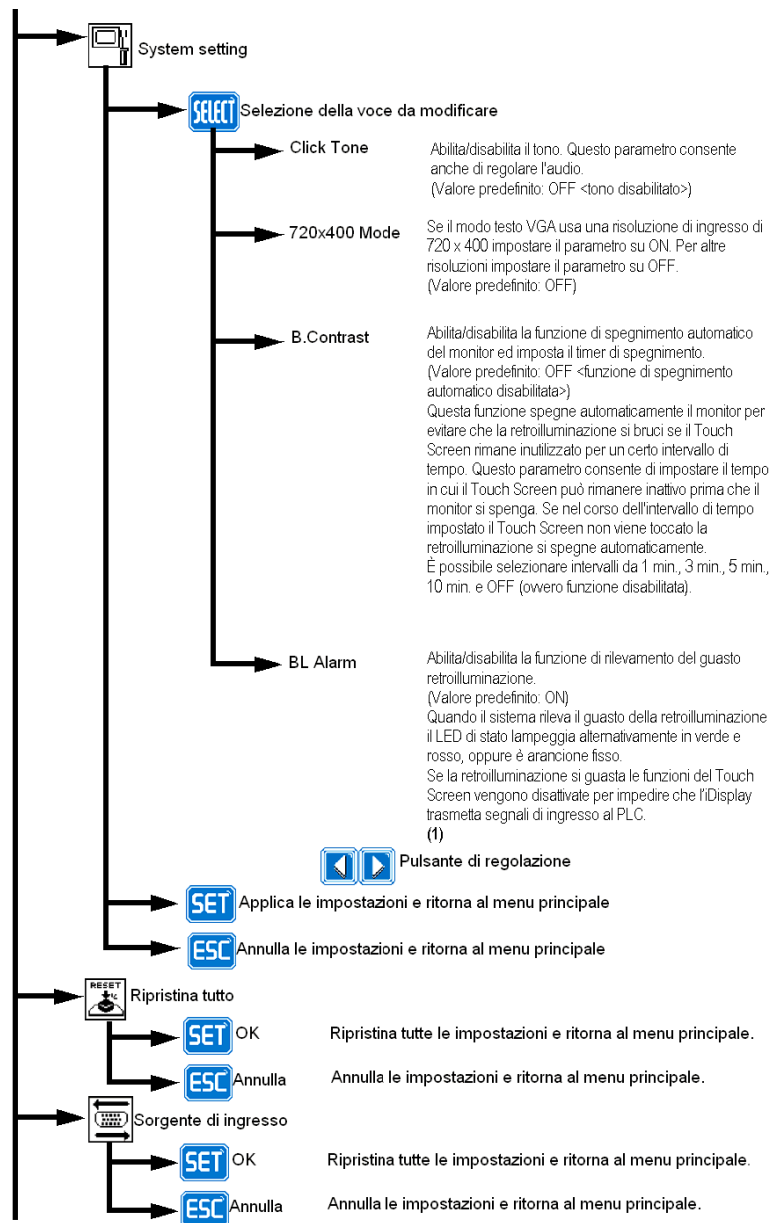 System setting
SELECT Selezione della voce da modificare
Click Tone
Abilita/disabilita il tono. Questo parametro consente
anche di regolare l'audio.
(Valore predefinito: OFF <tono disabilitato>)
720x400 Mode
Se il modo testo VGA usa una risoluzione di ingresso di
720 x 400 impostare il parametro su ON. Per altre
risoluzioni impostare il parametro su OFF.
(Valore predefinito: OFF)
B.Contrast
Abilita/disabilita la funzione di spegnimento automatico
del monitor ed imposta il timer di spegnimento.
(Valore predefinito: OFF <funzione di spegnimento
automatico disabilitata>)
Questa funzione spegne automaticamente il monitor per
evitare che la retroilluminazione si bruci se il Touch
Screen rimane inutilizzato per un certo intervallo di
tempo. Questo parametro consente di impostare il tempo
in cui il Touch Screen può rimanere inattivo prima che il
monitor si spenga. Se nel corso dell'intervallo di tempo
impostato il Touch Screen non viene toccato la
retroilluminazione si spegne automaticamente.
È possibile selezionare intervalli da 1 min., 3 min., 5 min.,
10 min. e OFF (ovvero funzione disabilitata).
BL Alarm
Abilita/disabilita la funzione di rilevamento del guasto
retroilluminazione.
(Valore predefinito: ON)
Quando il sistema rileva il guasto della retroilluminazione
il LED di stato lampeggia alternativamente in verde e
rosso, oppure è arancione fisso.
Se la retroilluminazione si guasta le funzioni del Touch
Screen vengono disattivate per impedire che l'iDisplay
trasmetta segnali di ingresso al PLC.
(1)
Pulsante di regolazione
SET Applica le impostazioni e ritorna al menu principale
ESC Annulla le impostazioni e ritorna al menu principale
RESET
Ripristina tutto
SET OK Ripristina tutte le impostazioni e ritorna al menu principale.
ESC Annulla Annulla le impostazioni e ritorna al menu principale.
Sorgente di ingresso
SET OK Ripristina tutte le impostazioni e ritorna al menu principale.
ESC Annulla Annulla le impostazioni e ritorna al menu principale.